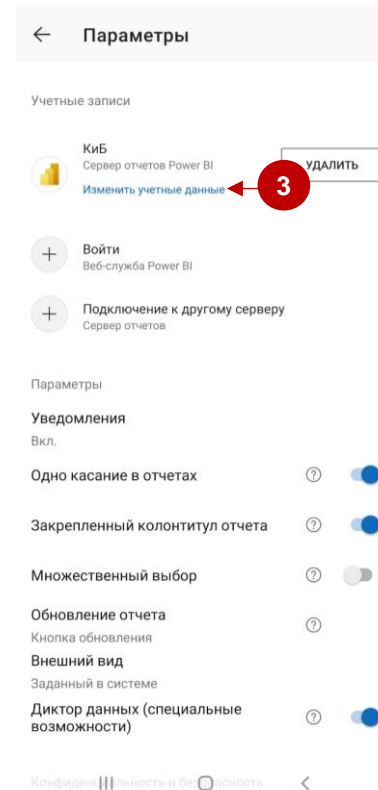 Параметры
Учетные записи
КиБ
Сервер отчетов Power BI
УДАЛИТЬ
Изменить учетные данные
3
Войти
Веб-служба Power BI
Подключение к другому серверу
Сервер отчетов
Параметры
Уведомления
Вкл.
Одно касание в отчетах
Закрепленный колонтитул отчета
Множественный выбор
Обновление отчета
Кнопка обновления
Внешний вид
Заданный в системе
Диктор данных (специальные
возможности)
Конфиденциальность и безопасность